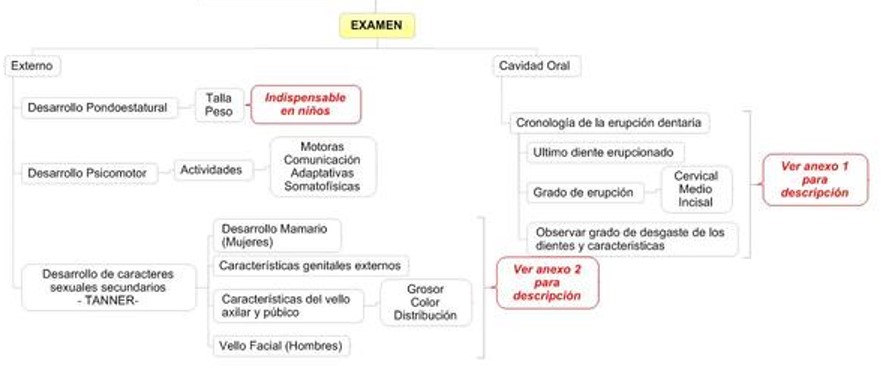 EXAMEN
Externo
Desarrollo Pondoestatural
Talla
Peso
Indispensable
en niños
Desarrollo Psicomotor
Actividades
Motoras
Comunicación
Adaptativas
Somatofísicas
Desarrollo de caracteres
sexuales secundarios
- TANNER-
Desarrollo Mamario
(Mujeres)
Características genitales externos
Características del vello
axilar y púbico
Grosor
Color
Distribución
Vello Facial (Hombres)
Ver anexo 2
para
descripción
Cavidad Oral
Cronología de la erupción dentaria
Ultimo diente erupcionado
Grado de erupción
Cervical
Medio
Incisal
Observar grado de desgaste de los
dientes y características
Ver anexo 1
para
descripción